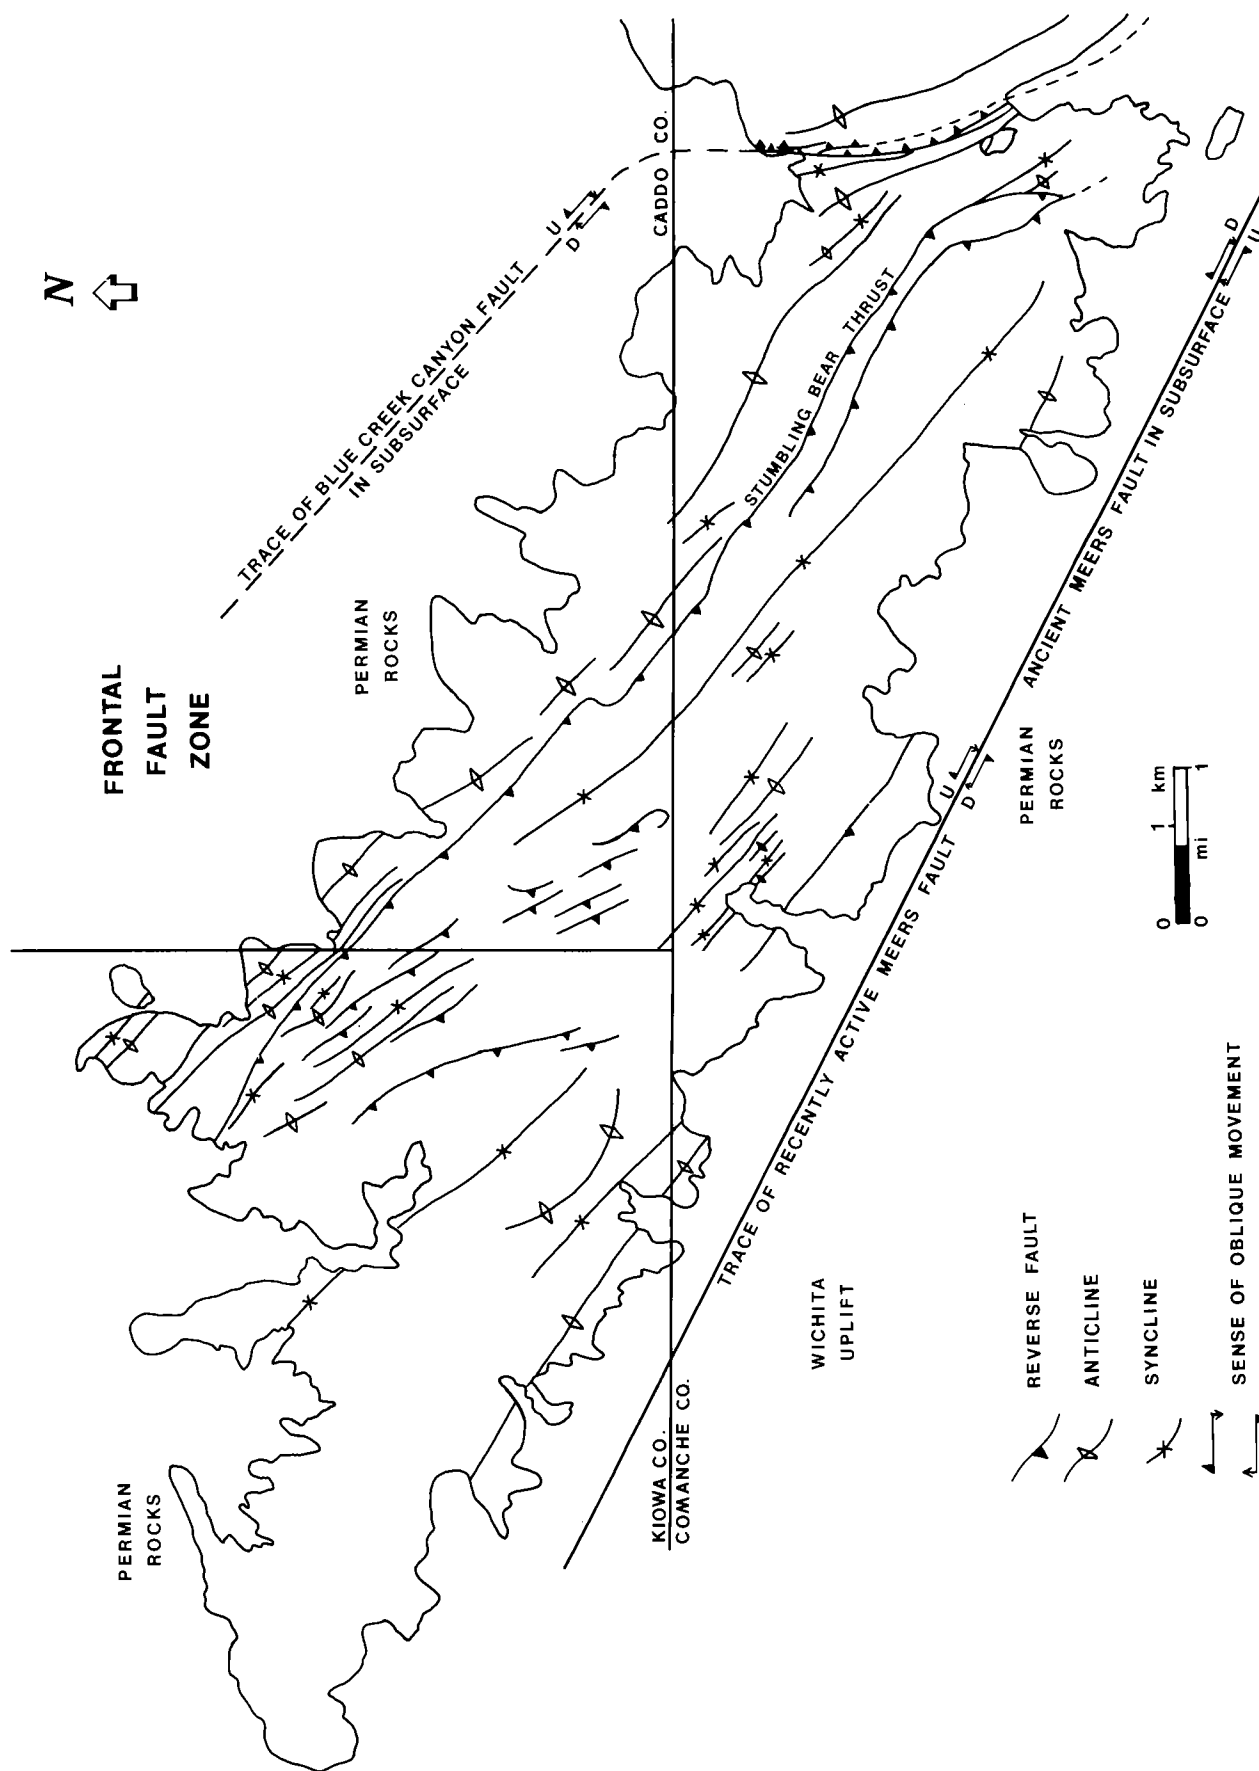 N
FRONTAL
FAULT
ZONE
TRACE OF BLUE CREEK CANYON FAULT
IN SUBSURFACE
U
D
CADDO CO.
PERMIAN
ROCKS
STUMBLING BEAR THRUST
PERMIAN
ROCKS
KIOWA CO.
COMANCHE CO.
TRACE OF RECENTLY ACTIVE MEERS FAULT
U
D
ANCIENT MEERS FAULT IN SUBSURFACE
D
U
PERMIAN
ROCKS
WICHITA
UPLIFT
REVERSE FAULT
ANTICLINE
SYNCLINE
SENSE OF OBLIQUE MOVEMENT
0 1 km
0 mi 1